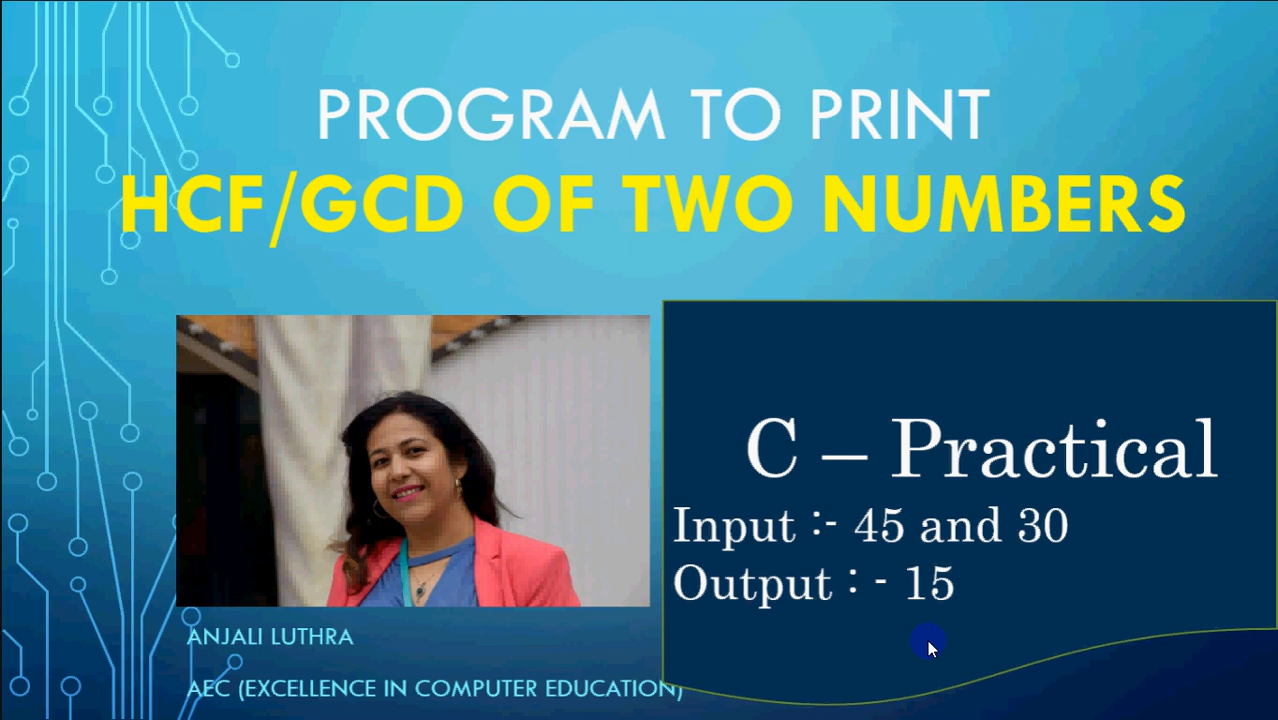 PROGRAM TO PRINT
HCF/GCD OF TWO NUMBERS
C – Practical
Input :- 45 and 30
Output : - 15
ANJALI LUTHRA
AEC (EXCELLENCE IN COMPUTER EDUCATION)